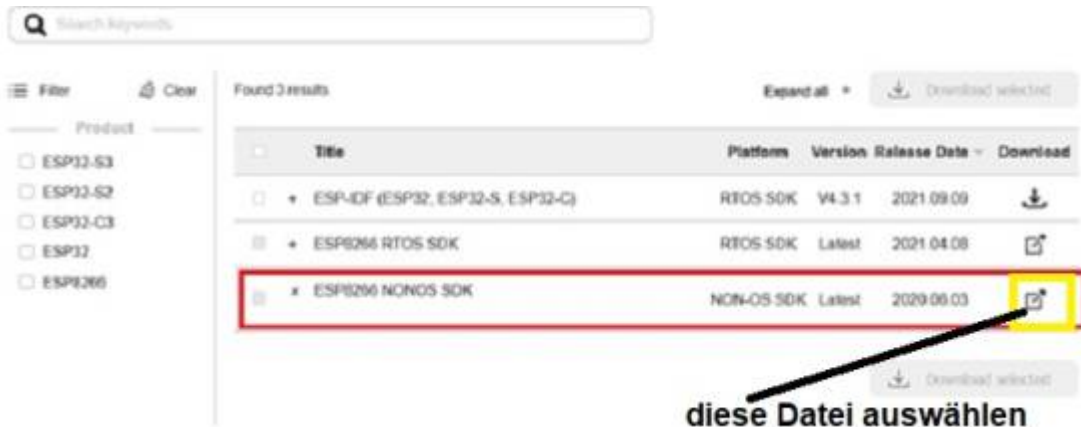 Search keywords
Filter Clear
Product
ESP32-S3
ESP32-S2
ESP32-C3
ESP32
ESP8266
Found 3 results
Expand all + Download selected
Title Platform Version Release Date Download
+ ESP-IDF (ESP32, ESP32-S, ESP32-C) RTOS SDK V4.3.1 2021.09.09
+ ESP8266 RTOS SDK RTOS SDK Latest 2021.04.08
x ESP8266 NONOS SDK NON-OS SDK Latest 2020.06.03
Download selected
diese Datei auswählen